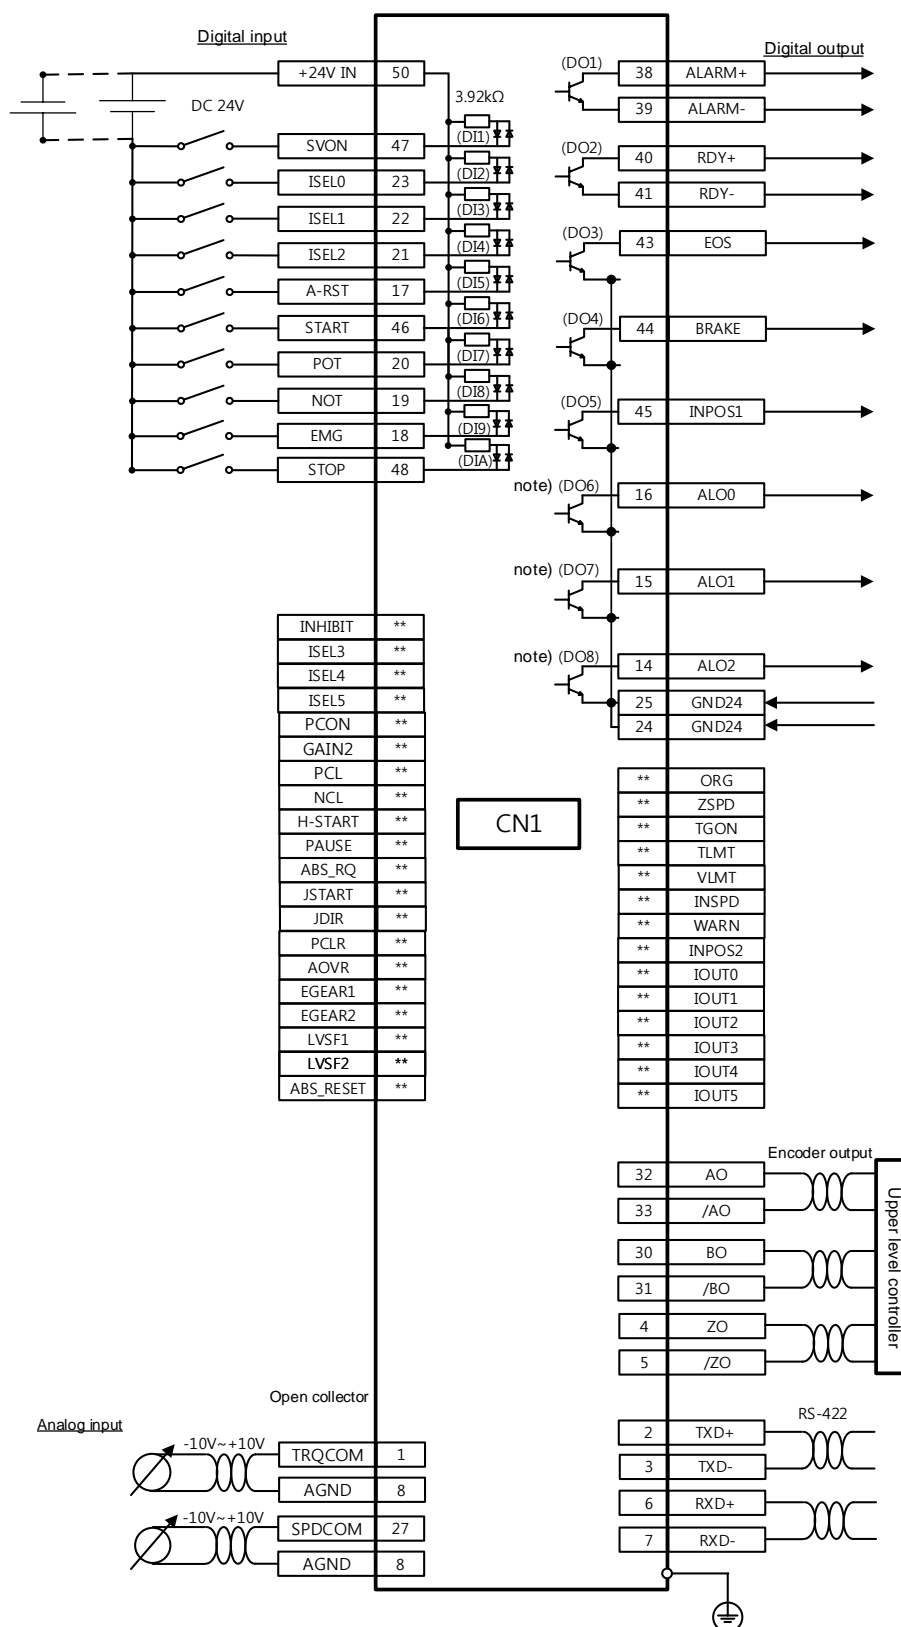 Digital input
+24V IN 50
DC 24V
3.92kΩ
SVON 47 (DI1)
ISEL0 23 (DI2)
ISEL1 22 (DI3)
ISEL2 21 (DI4)
A-RST 17 (DI5)
START 46 (DI6)
POT 20 (DI7)
NOT 19 (DI8)
EMG 18 (DI9)
STOP 48 (DIA)
Digital output
(DO1) 38 ALARM+
39 ALARM-
(DO2) 40 RDY+
41 RDY-
(DO3) 43 EOS
(DO4) 44 BRAKE
(DO5) 45 INPOS1
note) (DO6) 16 ALO0
note) (DO7) 15 ALO1
note) (DO8) 14 ALO2
25 GND24
24 GND24
INHIBIT **
ISEL3 **
ISEL4 **
ISEL5 **
PCON **
GAIN2 **
PCL **
NCL **
H-START **
PAUSE **
ABS_RQ **
JSTART **
JDIR **
PCLR **
AOVR **
EGEAR1 **
EGEAR2 **
LVSF1 **
LVSF2 **
ABS_RESET **
CN1
** ORG
** ZSPD
** TGON
** TLMT
** VLMT
** INSPD
** WARN
** INPOS2
** IOUT0
** IOUT1
** IOUT2
** IOUT3
** IOUT4
** IOUT5
Encoder output
32 AO
33 /AO
30 BO
31 /BO
4 ZO
5 /ZO
Upper level controller
Open collector
Analog input
-10V~+10V
TRQCOM 1
AGND 8
-10V~+10V
SPDCOM 27
AGND 8
RS-422
2 TXD+
3 TXD-
6 RXD+
7 RXD-